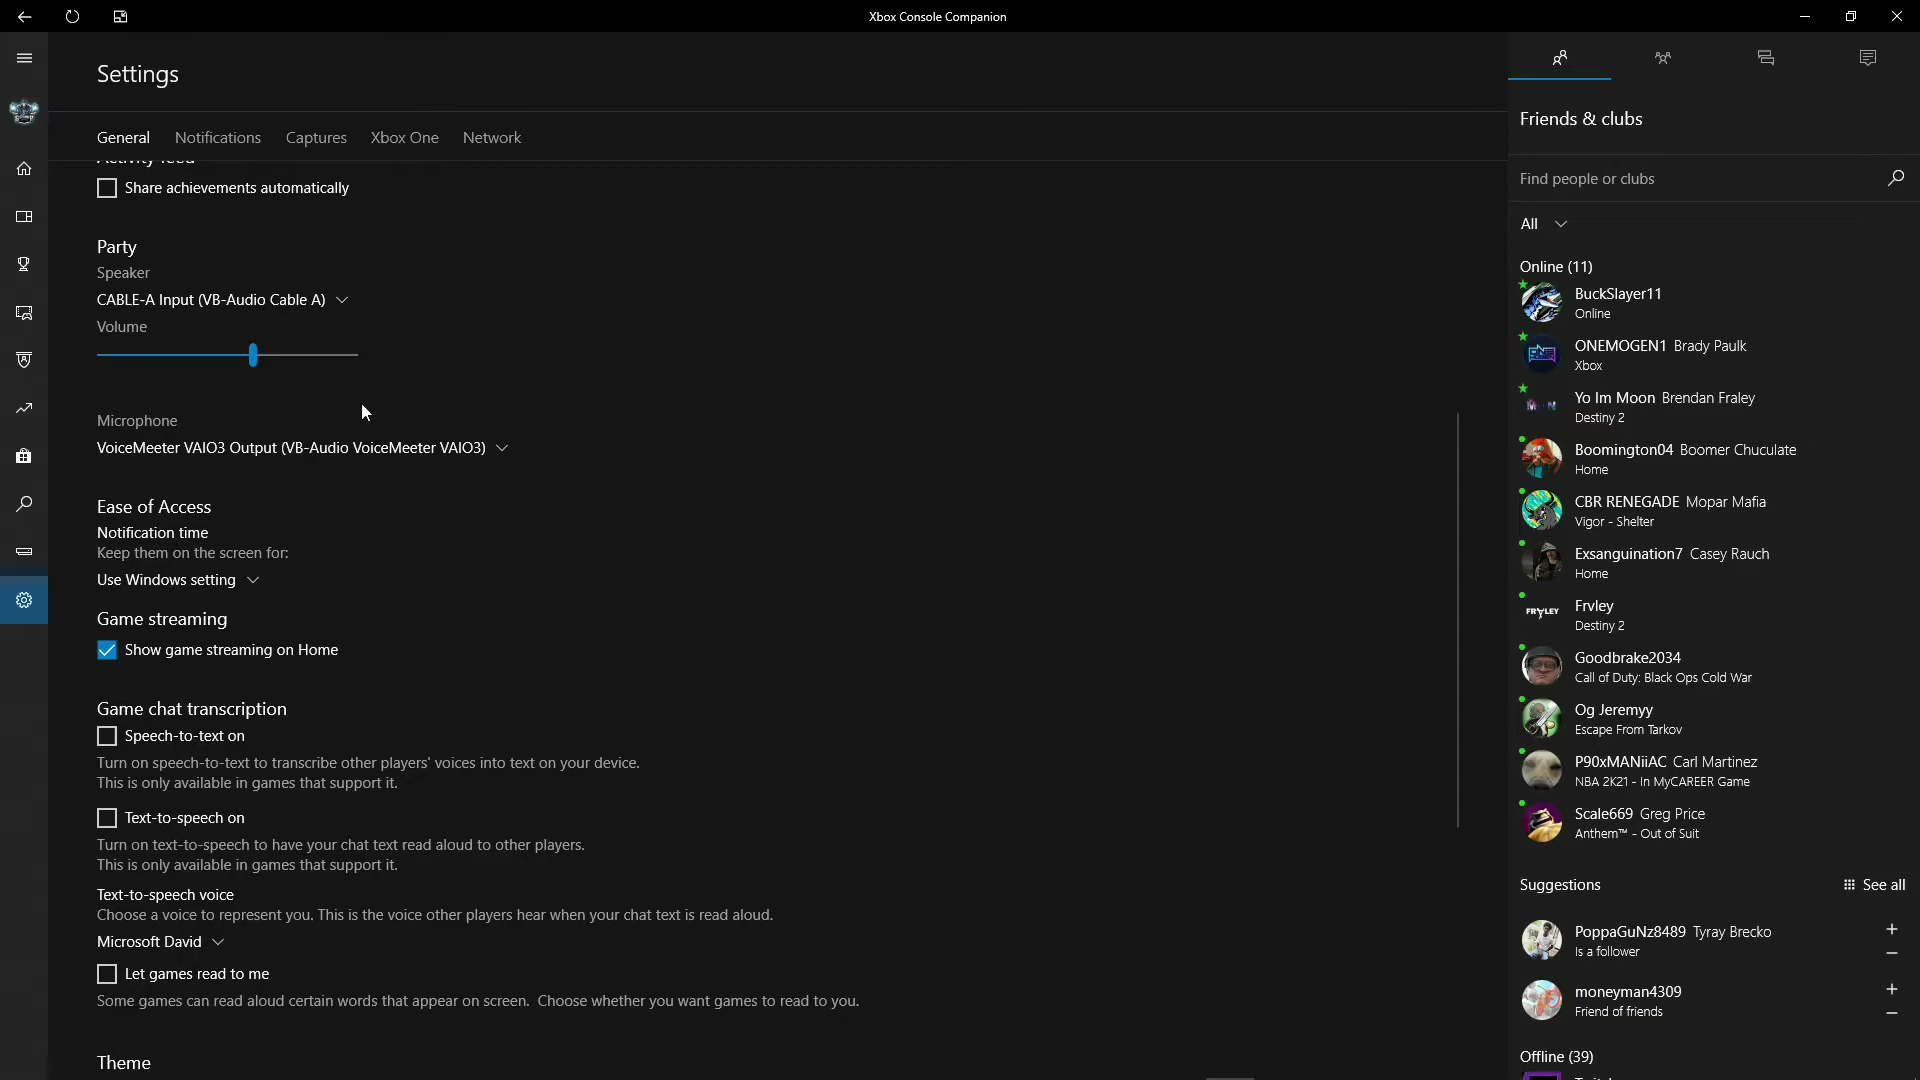 Xbox Console Companion
Settings
General Notifications Captures Xbox One Network
Activity feed
Share achievements automatically
Party
Speaker
CABLE-A Input (VB-Audio Cable A)
Volume
Microphone
VoiceMeeter VAIO3 Output (VB-Audio VoiceMeeter VAIO3)
Ease of Access
Notification time
Keep them on the screen for:
Use Windows setting
Game streaming
Show game streaming on Home
Game chat transcription
Speech-to-text on
Turn on speech-to-text to transcribe other players' voices into text on your device.
This is only available in games that support it.
Text-to-speech on
Turn on text-to-speech to have your chat text read aloud to other players.
This is only available in games that support it.
Text-to-speech voice
Choose a voice to represent you. This is the voice other players hear when your chat text is read aloud.
Microsoft David
Let games read to me
Some games can read aloud certain words that appear on screen. Choose whether you want games to read to you.
Theme
Friends & clubs
Find people or clubs
All
Online (11)
BuckSlayer11
Online
ONEMOGEN1 Brady Paulk
Xbox
Yo Im Moon Brendan Fraley
Destiny 2
Boomington04 Boomer Chuculate
Home
CBR RENEGADE Mopar Mafia
Vigor - Shelter
Exsanguination7 Casey Rauch
Home
Frvley
Destiny 2
Goodbrake2034
Call of Duty: Black Ops Cold War
Og Jeremyy
Escape From Tarkov
P90xMANiiAC Carl Martinez
NBA 2K21 - In MyCAREER Game
Scale669 Greg Price
Anthem™ - Out of Suit
Suggestions See all
PoppaGuNz8489 Tyray Brecko
Is a follower
moneyman4309
Friend of friends
Offline (39)